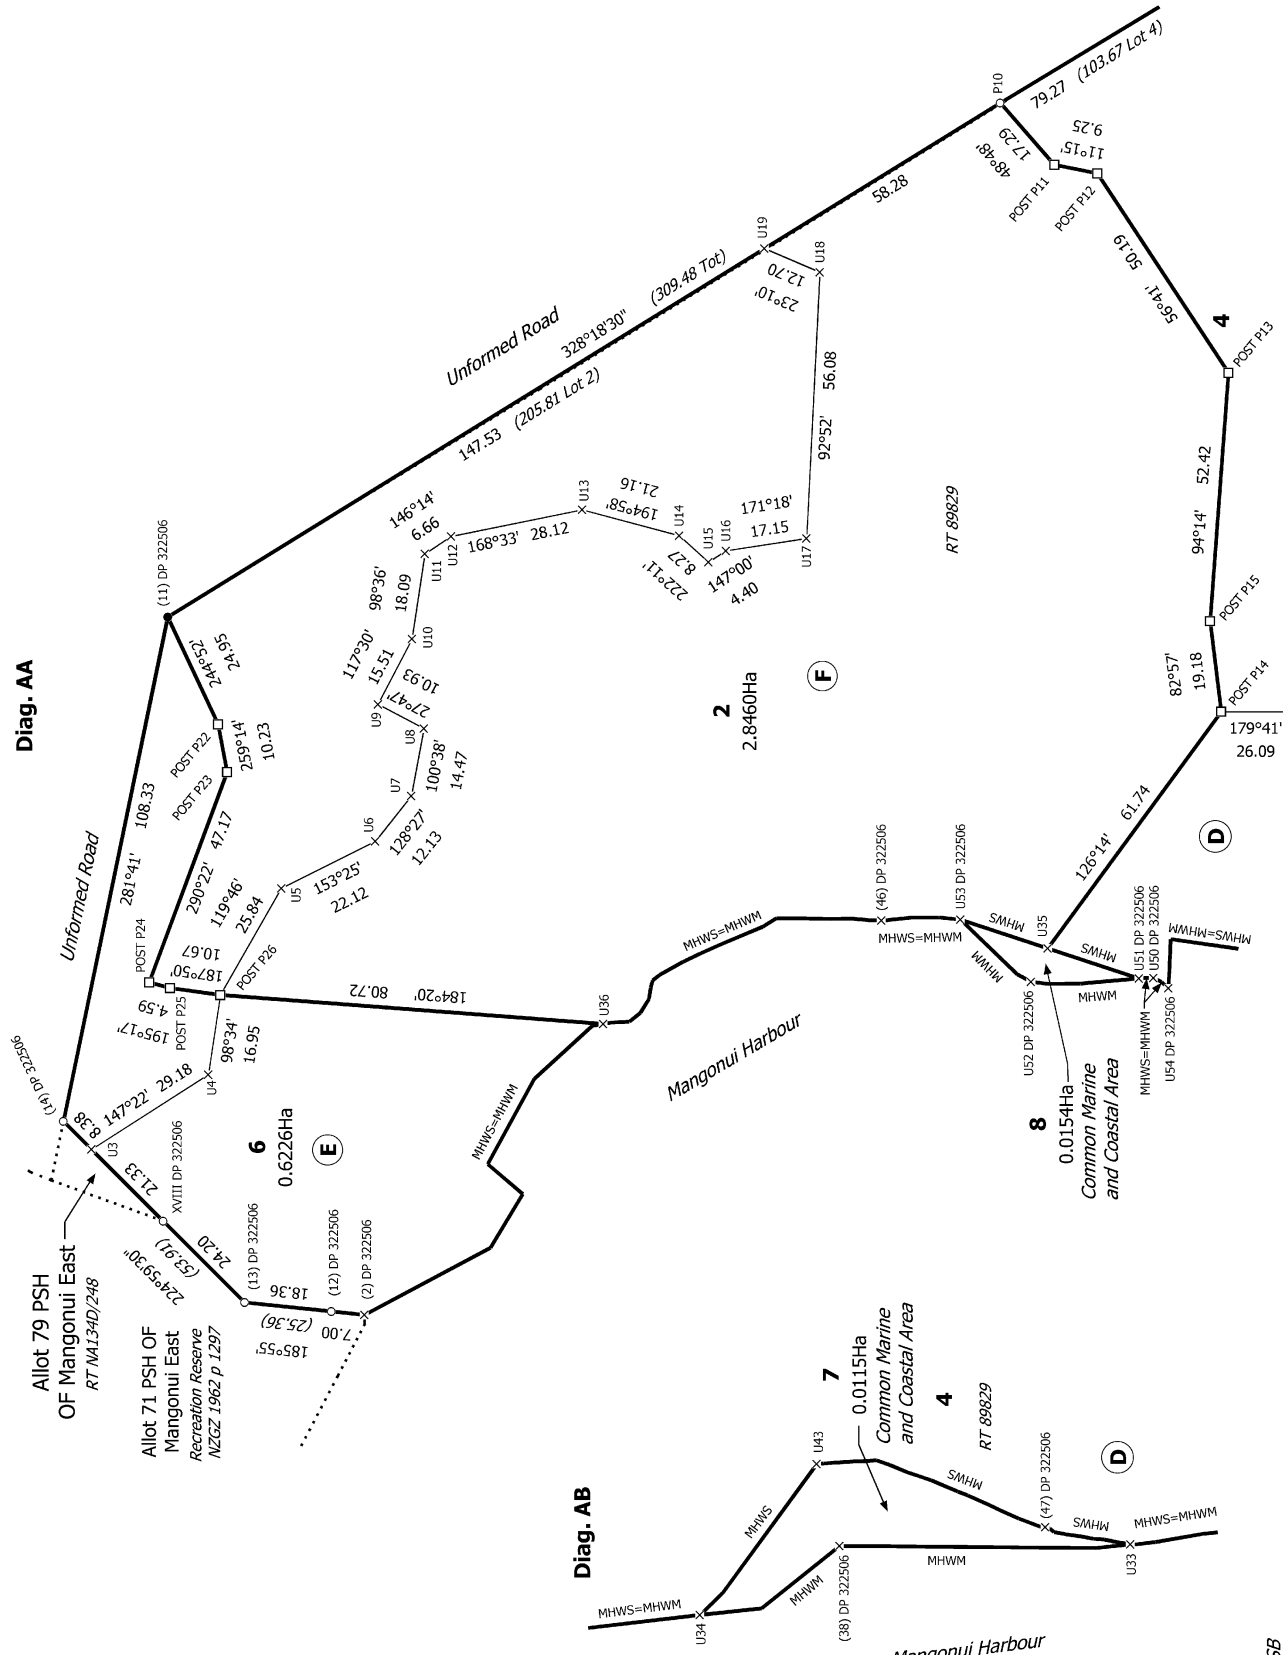 Diag. AA
Unformed Road
281°41'
108.33
(11) DP 322506
244°52'
24.95
POST P22
259°14'
10.23
POST P23
290°22'
47.17
POST P24
4.59
195°17'
POST P25
187°50'
10.67
POST P26
119°46'
25.84
98°34'
16.95
U4
147°22'
29.18
U3
8.38
(14) DP 322506
21.33
XVIII DP 322506
224°59'30"
(53.91)
24.20
(13) DP 322506
18.36
(25.36)
185°55'
7.00
(12) DP 322506
(2) DP 322506
Allot 79 PSH
OF Mangonui East
RT NA134D/248
Allot 71 PSH OF
Mangonui East
Recreation Reserve
NZGZ 1962 p 1297
6
0.6226Ha
E
MHWS=MHWM
184°20'
80.72
U36
U5
153°25'
22.12
U6
128°27'
12.13
U7
100°38'
14.47
U8
27°47'
10.93
U9
117°30'
15.51
U10
98°36'
18.09
U11
146°14'
6.66
U12
168°33'
28.12
U13
194°58'
21.16
U14
222°11'
8.27
U15
147°00'
4.40
U16
171°18'
17.15
U17
92°52'
56.08
U18
23°10'
12.70
U19
Unformed Road
328°18'30"
(309.48 Tot)
147.53
(205.81 Lot 2)
58.28
P10
79.27
(103.67 Lot 4)
48°48'
17.29
POST P11
11°15'
9.25
POST P12
56°41'
50.19
POST P13
4
94°14'
52.42
POST P15
82°57'
19.18
POST P14
179°41'
26.09
126°14'
61.74
RT 89829
2
2.8460Ha
F
D
Mangonui Harbour
MHWS=MHWM
(46) DP 322506
MHWS=MHWM
U53 DP 322506
MHWS
U35
MHWS
MHWM
U52 DP 322506
MHWM
U51 DP 322506
U50 DP 322506
MHWS=MHWM
U54 DP 322506
MHWS=MHWM
8
0.0154Ha
Common Marine
and Coastal Area
Diag. AB
MHWS=MHWM
U34
MHWS
MHWM
(38) DP 322506
U43
7
0.0115Ha
Common Marine
and Coastal Area
4
RT 89829
MHWS
(47) DP 322506
MHWS
MHWM
U33
MHWS=MHWM
D
Mangonui Harbour